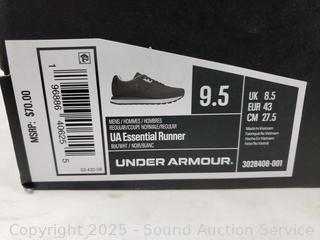 MSRP: $70.00
1 96886 40625 5
9.5
UK 8.5
EUR 43
CM 27.5
MENS / HOMMES / HOMBRES
REGULAR/COUPE NORMALE/REGULAR
UA Essential Runner
BLK/WHT / NOIR/BLANC
UNDER ARMOUR.
Made in Vietnam
3028408-001
Copyright 2025 - Sound Auction Service